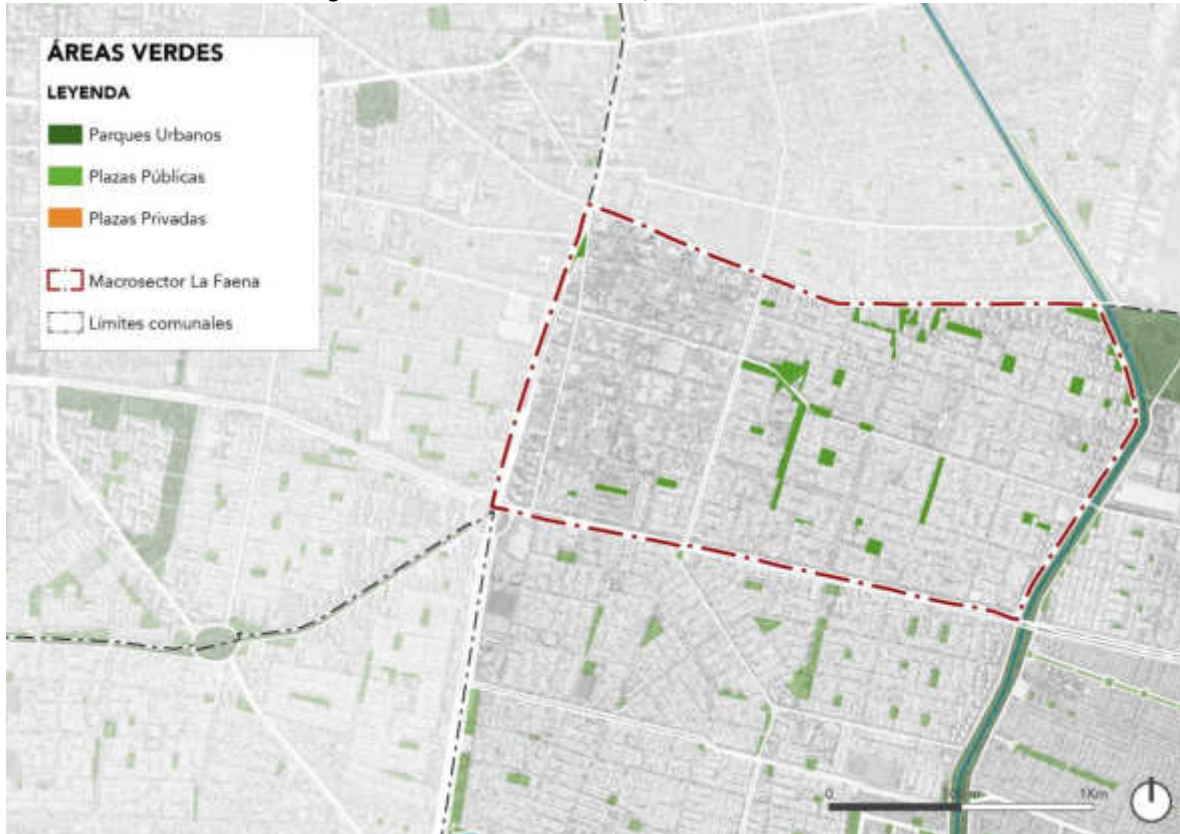 ÁREAS VERDES
LEYENDA
Parques Urbanos
Plazas Públicas
Plazas Privadas
Macrosector La Faena
Límites comunales
0
1Km